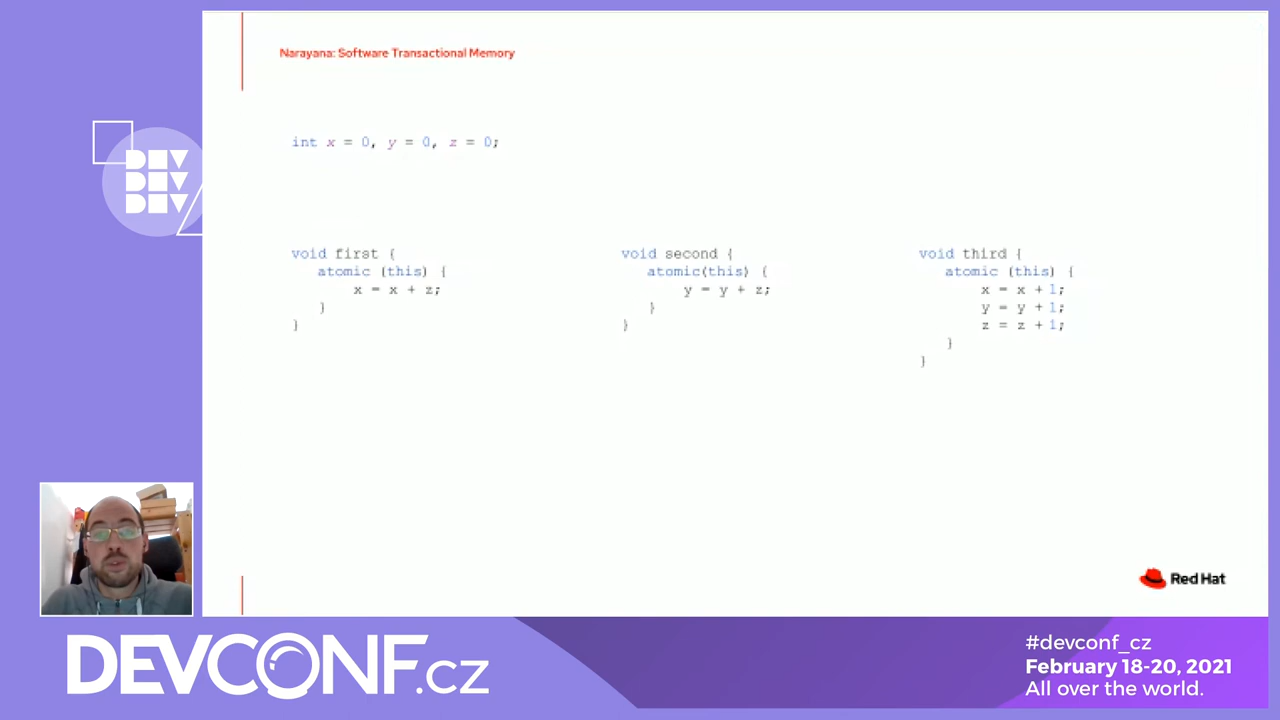 Narayana: Software Transactional Memory
int x = 0, y = 0, z = 0;
void first {
atomic (this) {
x = x + z;
}
}
void second {
atomic(this) {
y = y + z;
}
}
void third {
atomic (this) {
x = x + 1;
y = y + 1;
z = z + 1;
}
}
DEV
DEV
DEV
Red Hat
DEVCONF.cz
#devconf_cz
February 18-20, 2021
All over the world.